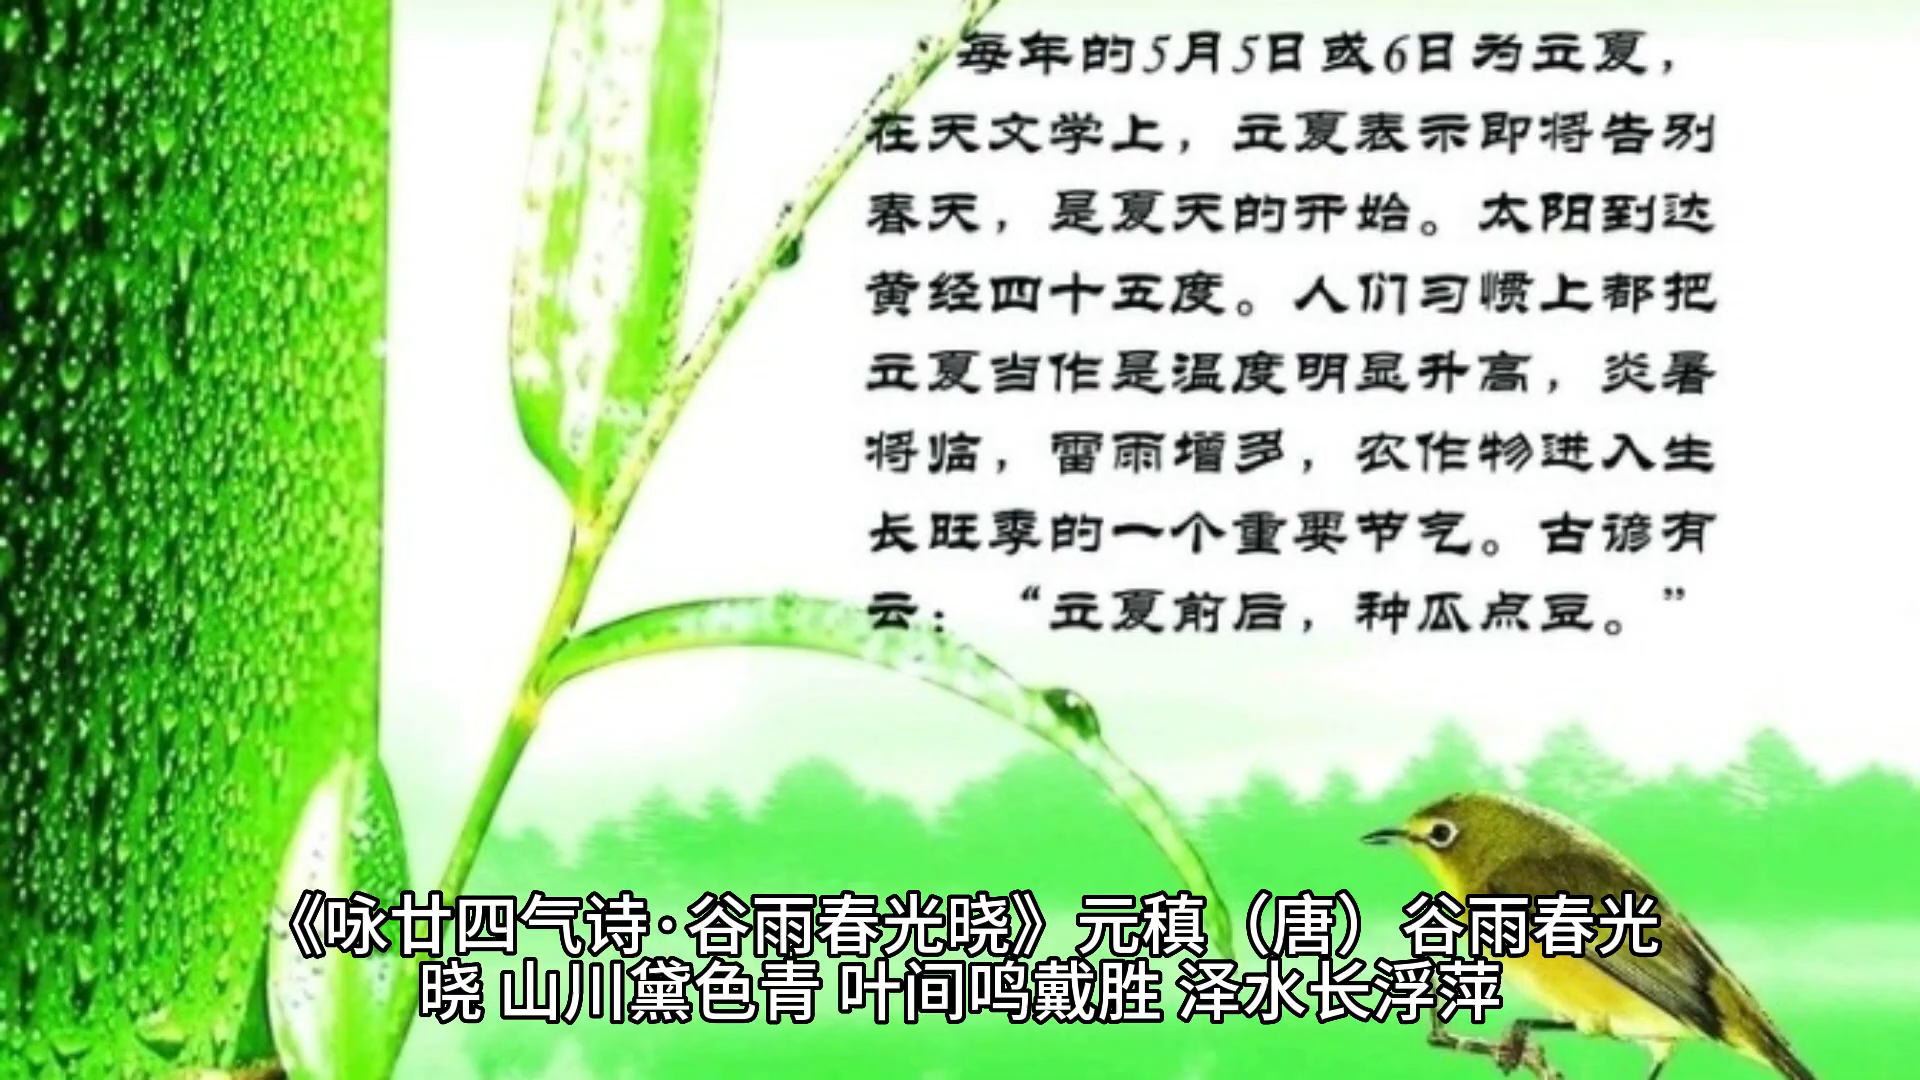 每年的5月5日或6日为立夏，
在天文学上，立夏表示即将告别
春天，是夏天的开始。太阳到达
黄经四十五度。人们习惯上都把
立夏当作是温度明显升高，炎暑
将临，雷雨增多，农作物进入生
长旺季的一个重要节气。古谚有
云：“立夏前后，种瓜点豆。”
《咏廿四气诗·谷雨春光晓》元稹（唐）谷雨春光
晓 山川黛色青 叶间鸣戴胜 泽水长浮萍